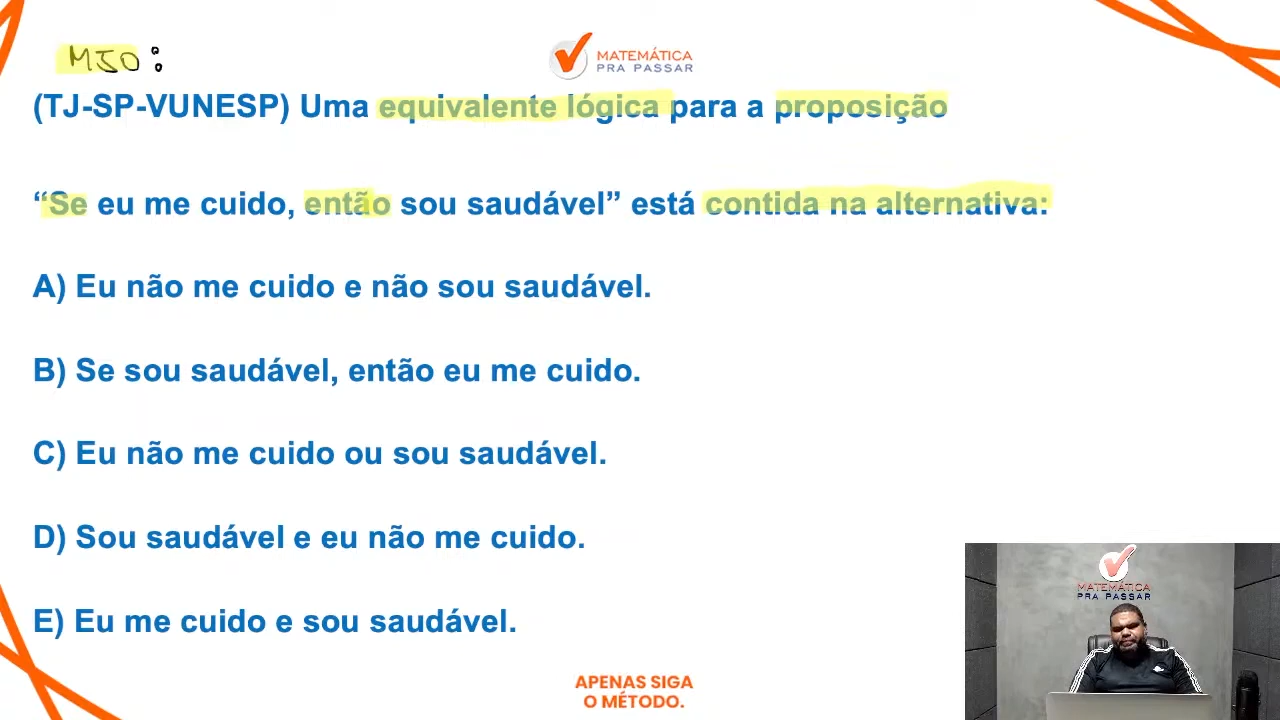 MJO:
MATEMÁTICA
PRA PASSAR
(TJ-SP-VUNESP) Uma equivalente lógica para a proposição
“Se eu me cuido, então sou saudável” está contida na alternativa:
A) Eu não me cuido e não sou saudável.
B) Se sou saudável, então eu me cuido.
C) Eu não me cuido ou sou saudável.
D) Sou saudável e eu não me cuido.
E) Eu me cuido e sou saudável.
MATEMÁTICA
PRA PASSAR
APENAS SIGA
O MÉTODO.